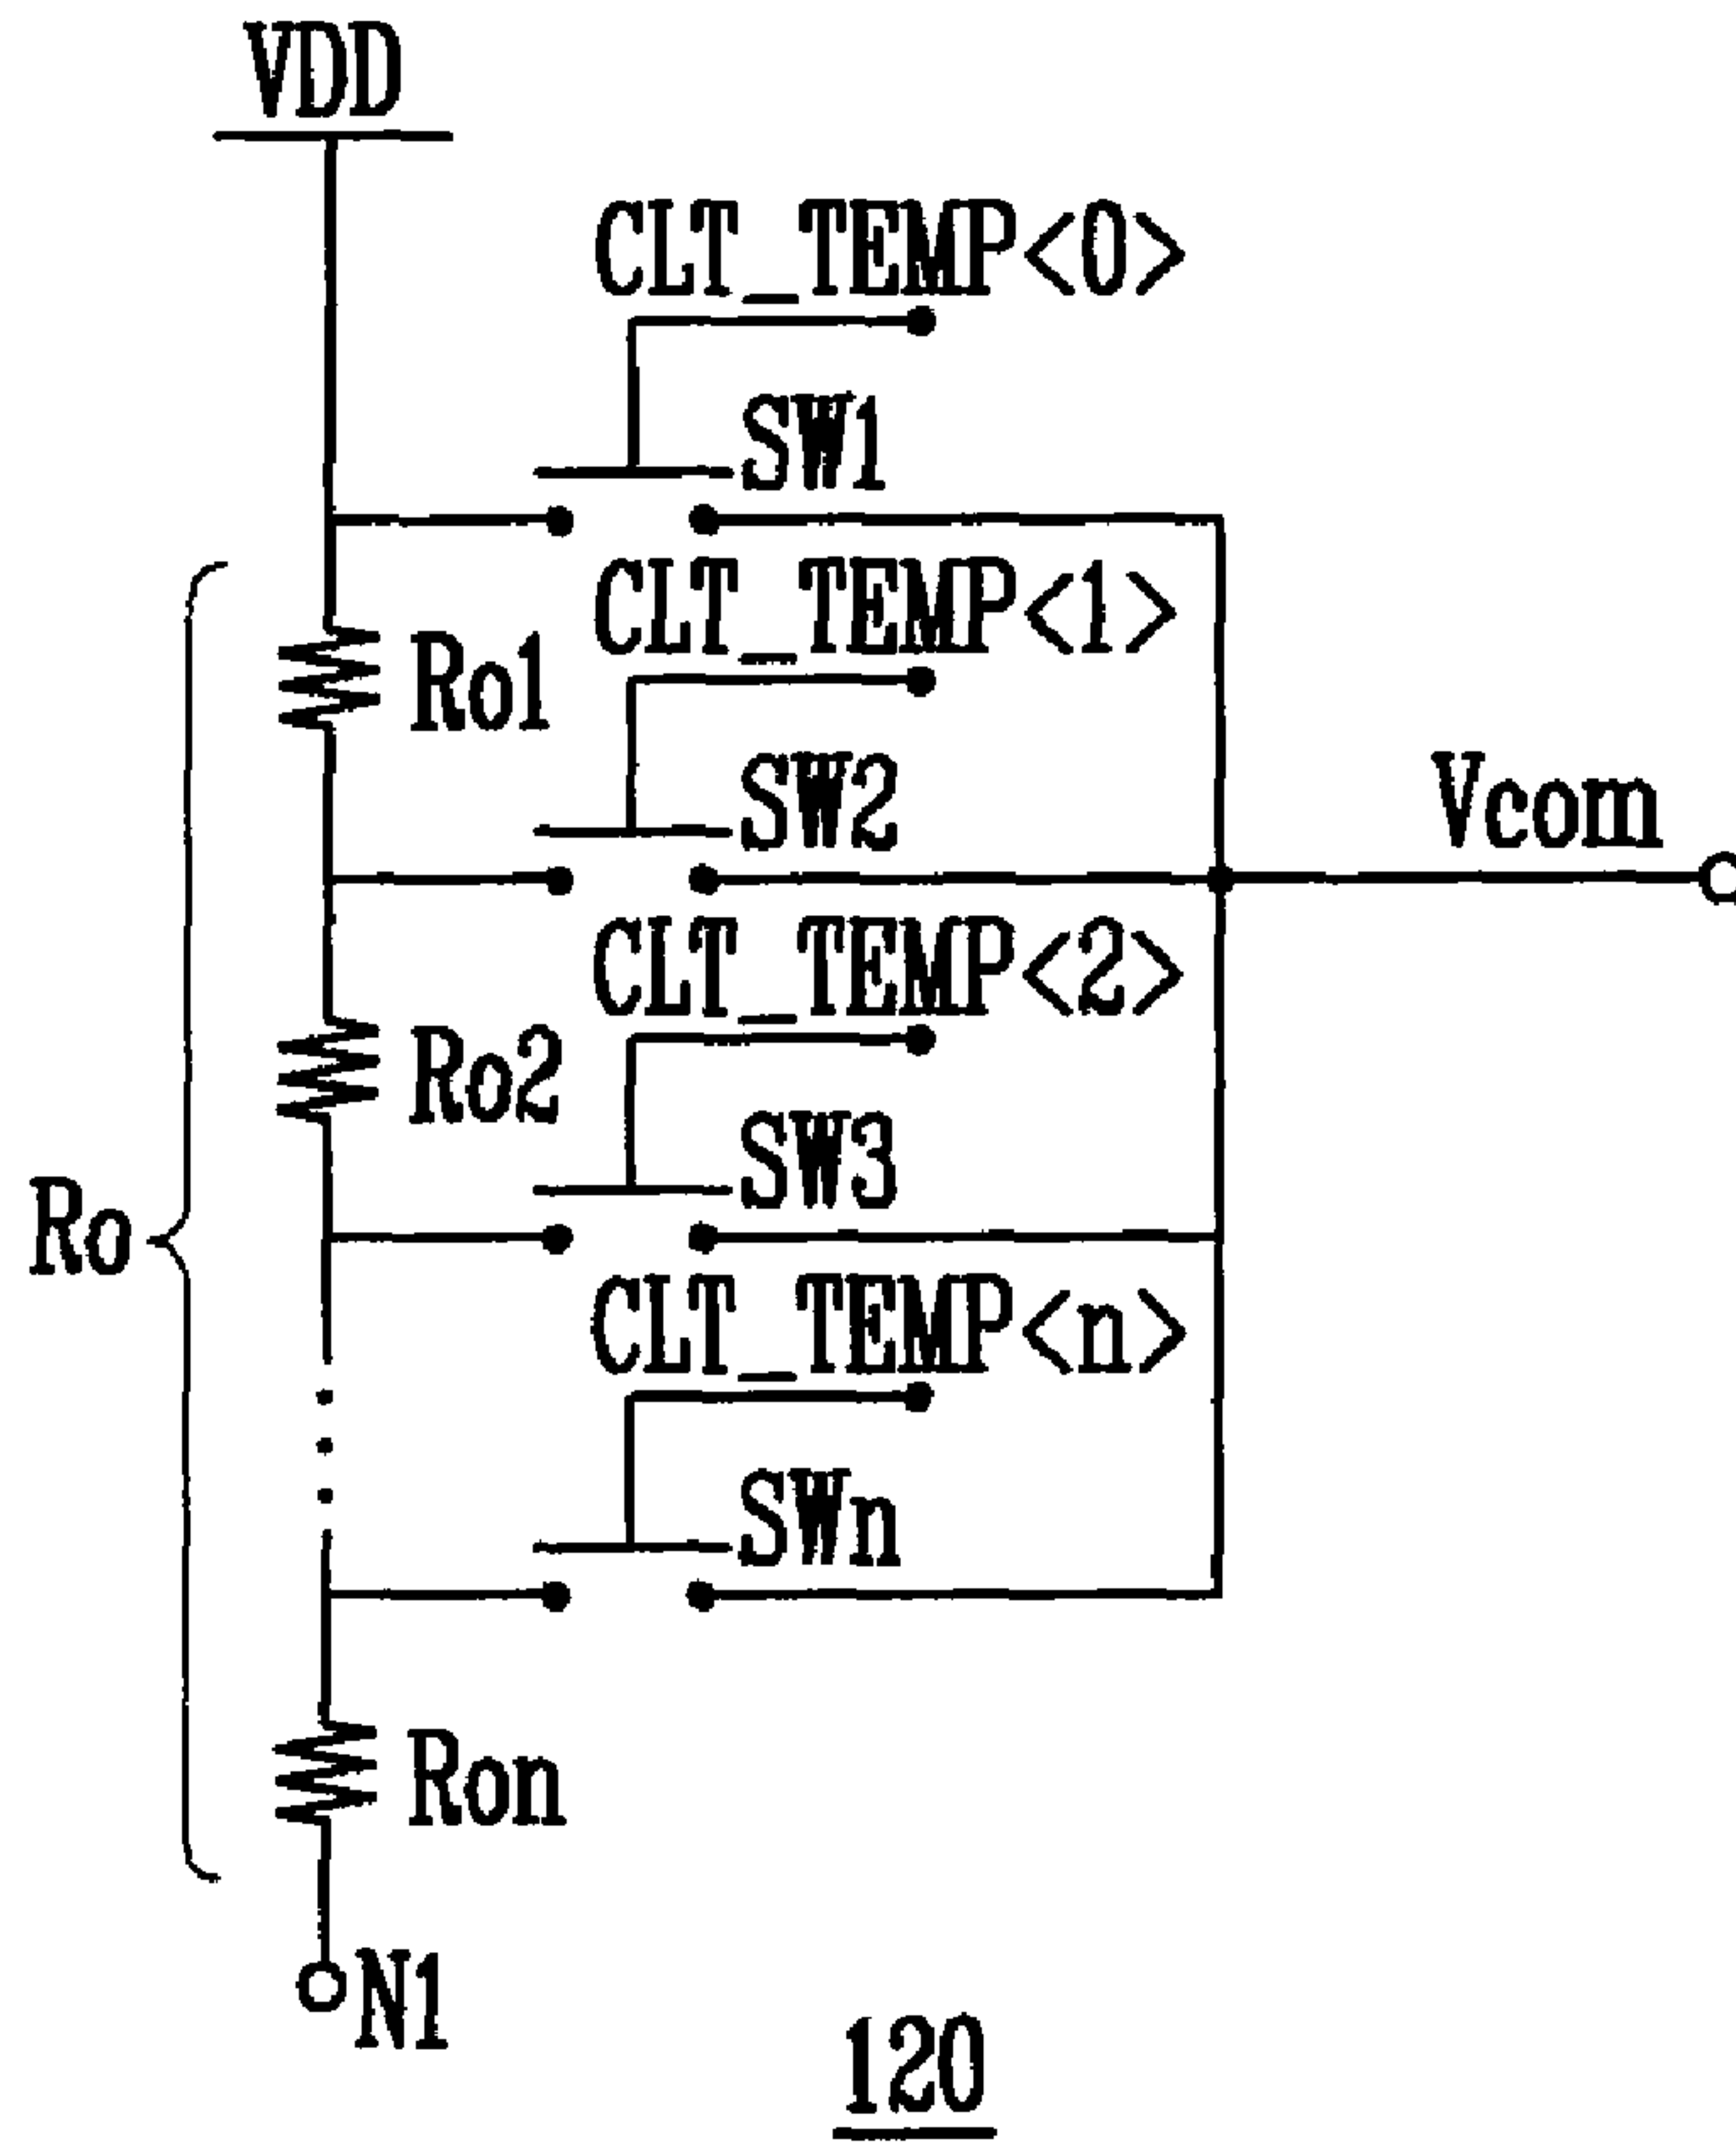 VDD
CLT_TEMP<0>
SW1
CLT_TEMP<1>
Ro1
SW2
Vcom
CLT_TEMP<2>
Ro2
SW3
Ro
CLT_TEMP<n>
SWn
Ron
N1
120